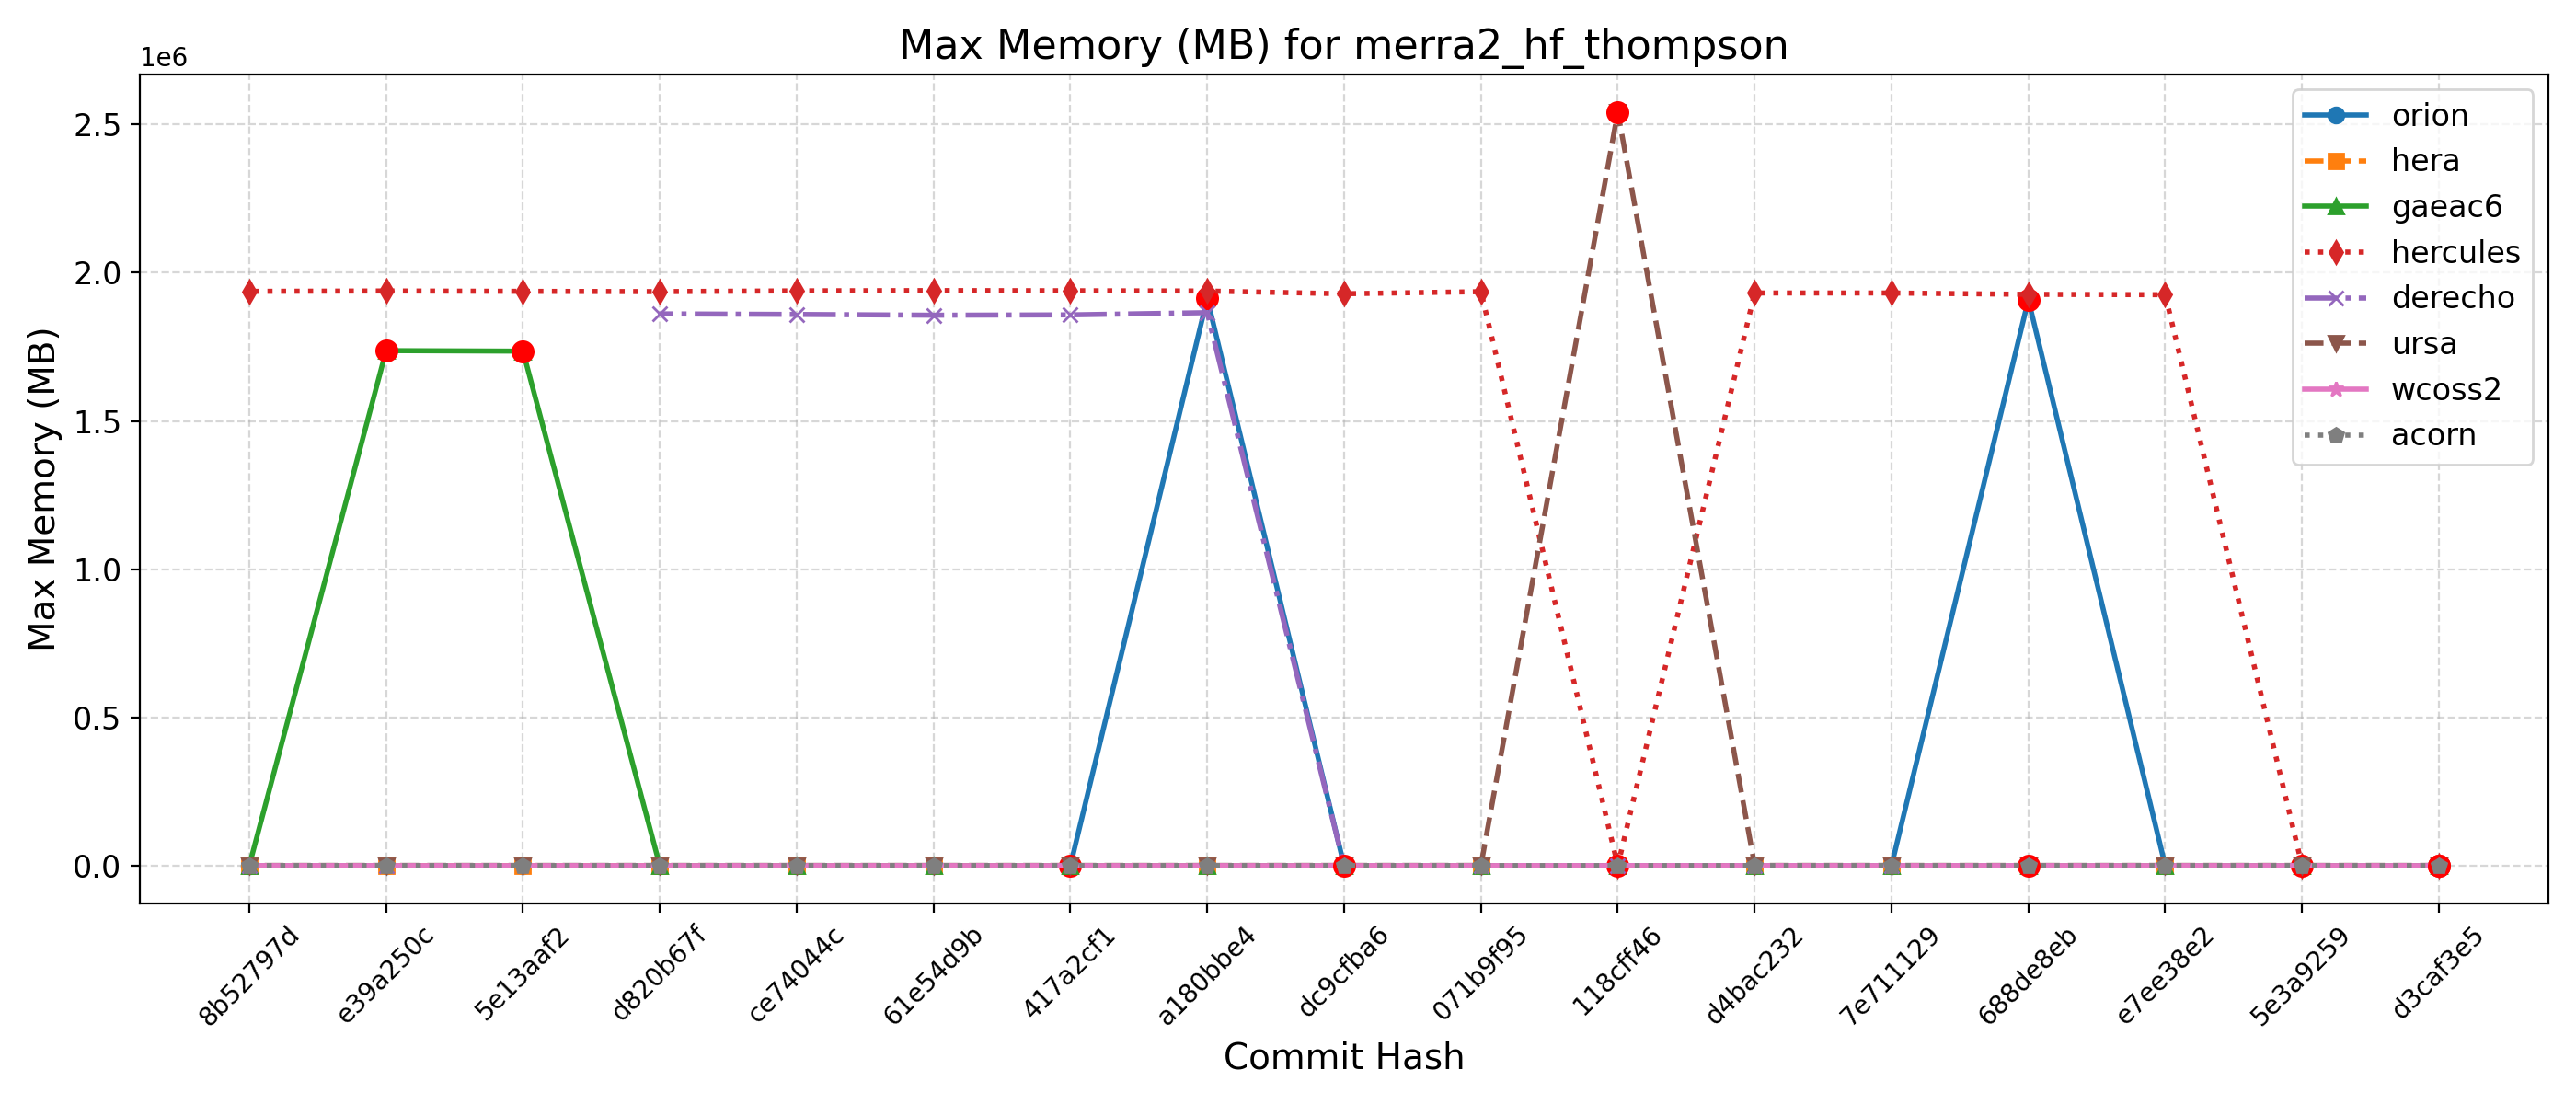 Max Memory (MB) for merra2_hf_thompson
1e6
2.5
2.0
1.5
1.0
0.5
0.0
Max Memory (MB)
orion
hera
gaeac6
hercules
derecho
ursa
wcoss2
acorn
8b52797d
e39a250c
5e13aaf2
d820b67f
ce74044c
61e54d9b
417a2cf1
a180bbe4
dc9cfba6
071b9f95
118cff46
d4bac232
7e711129
688de8eb
e7ee38e2
5e3a9259
d3caf3e5
Commit Hash